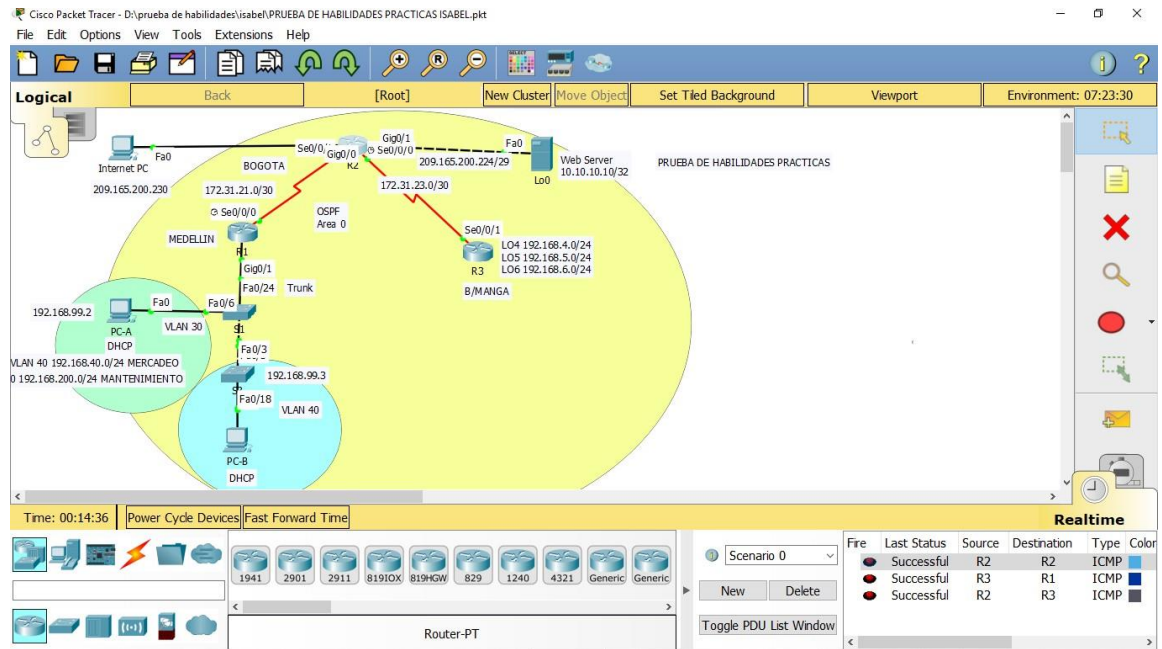 Cisco Packet Tracer - D:\prueba de habilidades\isabel\PRUEBA DE HABILIDADES PRACTICAS ISABEL.pkt
File Edit Options View Tools Extensions Help
Logical Back [Root] New Cluster Move Object Set Tiled Background Viewport Environment: 07:23:30
Gig0/1
Fa0
Se0/0/0
Gig0/0
R2
209.165.200.224/29
Fa0
Web Server
10.10.10.10/32
Lo0
PRUEBA DE HABILIDADES PRACTICAS
Internet PC
BOGOTA
209.165.200.230
172.31.21.0/30
172.31.23.0/30
Se0/0/0
OSPF
Area 0
MEDELLIN
R1
Se0/0/1
R3
LO4 192.168.4.0/24
LO5 192.168.5.0/24
LO6 192.168.6.0/24
B/MANGA
Gig0/1
Fa0/24
Trunk
192.168.99.2
Fa0
Fa0/6
S1
PC-A
DHCP
VLAN 30
VLAN 40 192.168.40.0/24 MERCADEO
0 192.168.200.0/24 MANTENIMIENTO
Fa0/3
192.168.99.3
Fa0/18
VLAN 40
PC-B
DHCP
Time: 00:14:36 Power Cycle Devices Fast Forward Time
Realtime
1941 2901 2911 819IOX 819HGW 829 1240 4321 Generic Generic
Router-PT
Scenario 0
New Delete
Toggle PDU List Window
Fire Last Status Source Destination Type Color
Successful R2 R2 ICMP
Successful R3 R1 ICMP
Successful R2 R3 ICMP